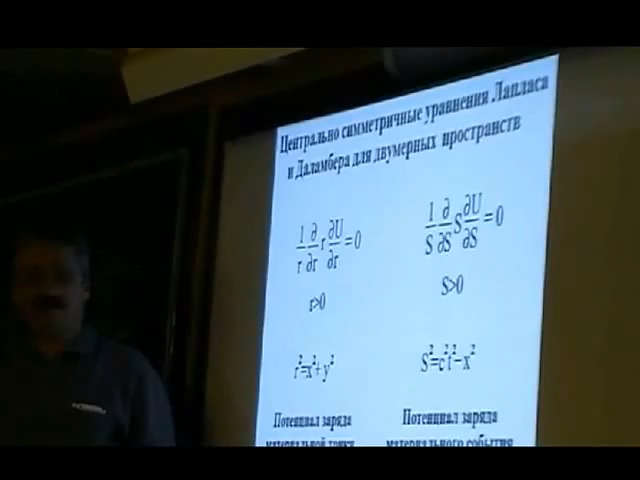 Центрально симметричные уравнения Лапласа
и Даламбера для двумерных пространств
1/r ∂/∂r r ∂U/∂r = 0
1/S ∂/∂S S ∂U/∂S = 0
r>0
S>0
r²=x²+y²
S²=c²t²−x²
Потенциал заряда
материальной точки
Потенциал заряда
материального события